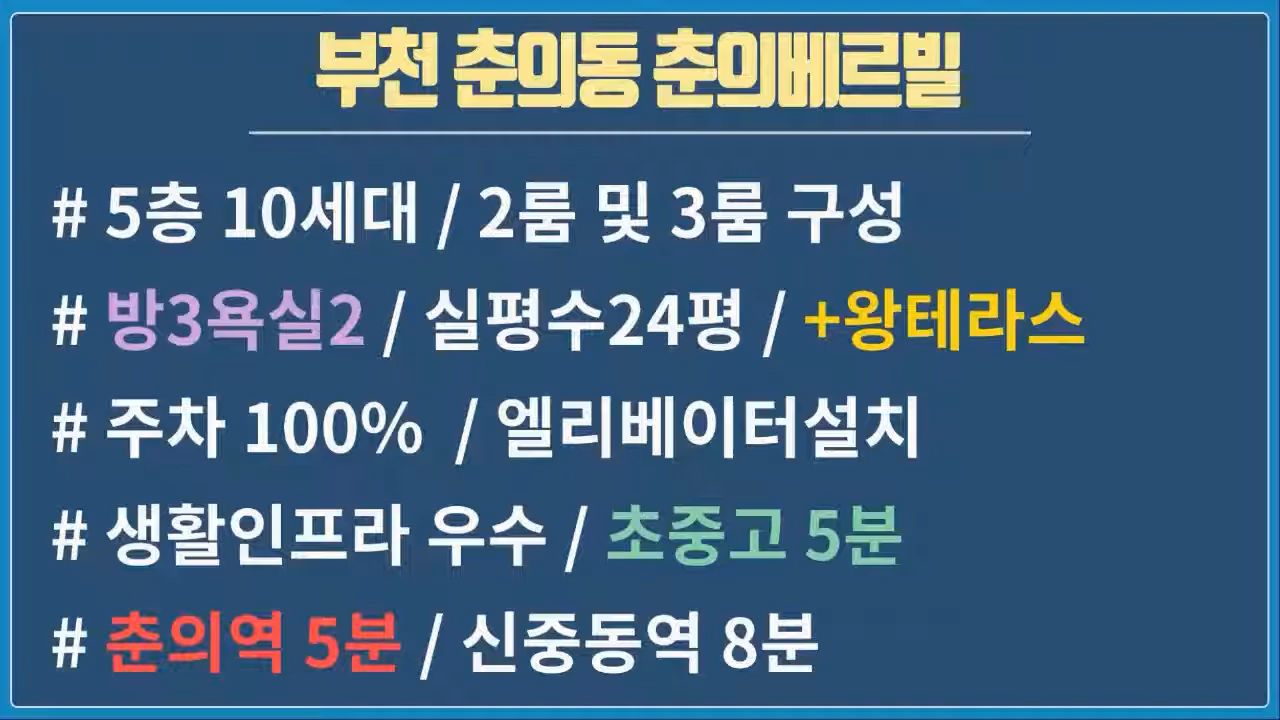 부천 춘의동 춘의베르빌
# 5층 10세대 / 2룸 및 3룸 구성
# 방3욕실2 / 실평수24평 / +왕테라스
# 주차 100% / 엘리베이터설치
# 생활인프라 우수 / 초중고 5분
# 춘의역 5분 / 신중동역 8분